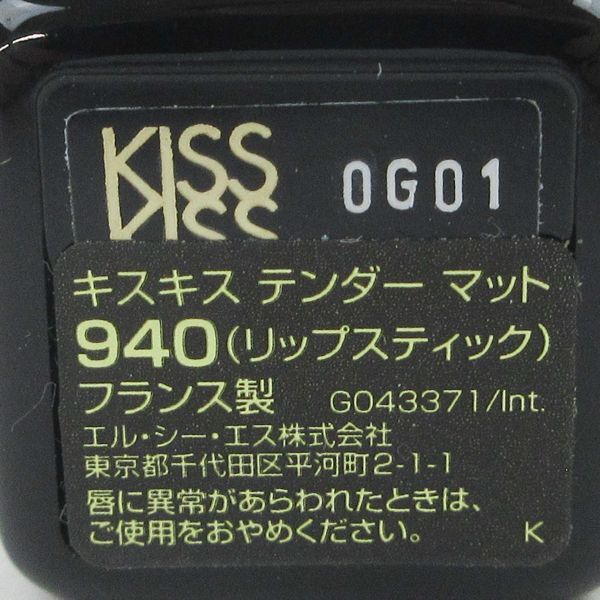 KISS
KISS
0G01
キスキス テンダー マット
940(リップスティック)
フランス製 G043371/Int.
エル・シー・エス株式会社
東京都千代田区平河町2-1-1
唇に異常があらわれたときは、
ご使用をおやめください。 K